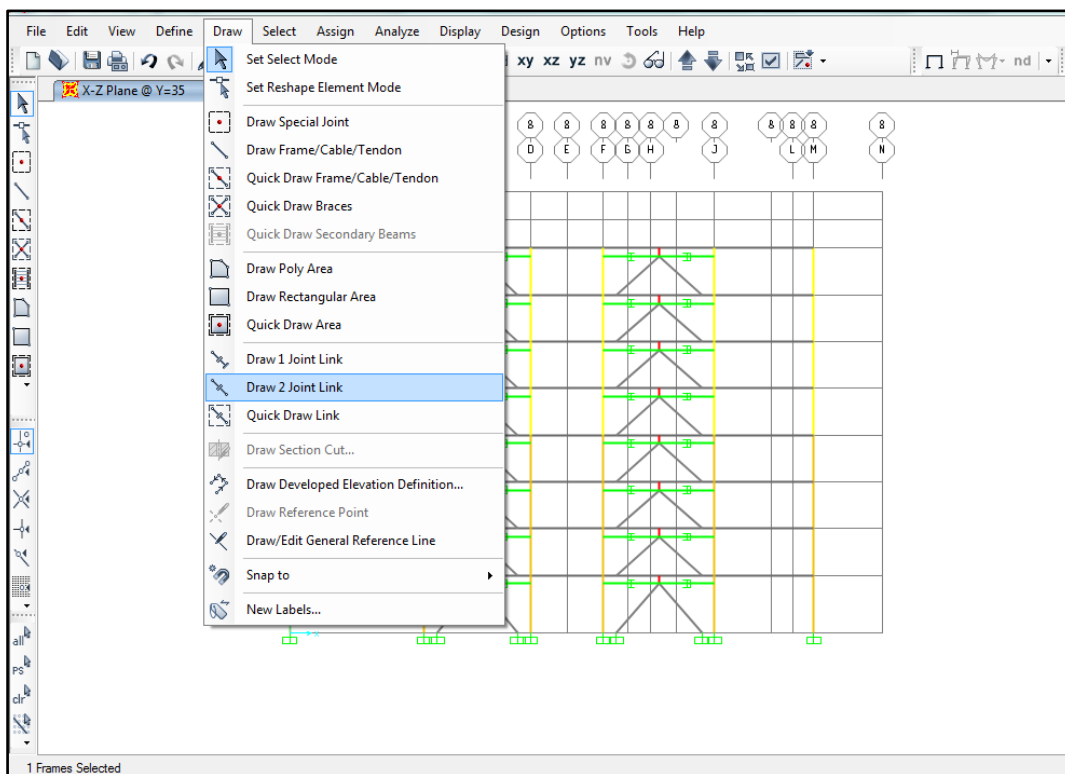 File Edit View Define Draw Select Assign Analyze Display Design Options Tools Help
xy xz yz nv nd
X-Z Plane @ Y=35
Set Select Mode
Set Reshape Element Mode
Draw Special Joint
Draw Frame/Cable/Tendon
Quick Draw Frame/Cable/Tendon
Quick Draw Braces
Quick Draw Secondary Beams
Draw Poly Area
Draw Rectangular Area
Quick Draw Area
Draw 1 Joint Link
Draw 2 Joint Link
Quick Draw Link
Draw Section Cut...
Draw Developed Elevation Definition...
Draw Reference Point
Draw/Edit General Reference Line
Snap to
New Labels...
8 8 8 8 8 8 8 8 8 8 8
D E F G H J L M N
X
all
PS
clr
1 Frames Selected